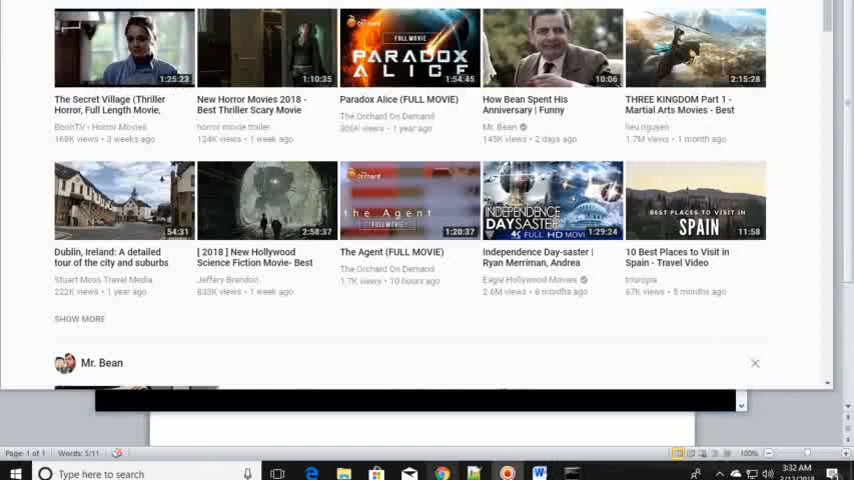 1:25:23
1:10:35
The Orchard
FULL MOVIE
PARADOX
ALICE
1:54:45
10:06
2:15:28
The Secret Village (Thriller
Horror, Full Length Movie,
BoonTV - Horror Movies
168K views • 3 weeks ago
New Horror Movies 2018 -
Best Thriller Scary Movie
horror movie trailer
124K views • 1 week ago
Paradox Alice (FULL MOVIE)
The Orchard On Demand
306K views • 1 year ago
How Bean Spent His
Anniversary | Funny
Mr. Bean
145K views • 2 days ago
THREE KINGDOM Part 1 -
Martial Arts Movies - Best
lieu nguyen
1.7M views • 1 month ago
54:31
2:58:37
Orchard
the Agent
FULL MOVIE
1:20:37
INDEPENDENCE
DAYSASTER
4K FULL HD MOVI
1:29:24
BEST PLACES TO VISIT IN
SPAIN
11:58
Dublin, Ireland: A detailed
tour of the city and suburbs
Stuart Moss Travel Media
222K views • 1 year ago
[ 2018 ] New Hollywood
Science Fiction Movie- Best
Jeffery Brandon
833K views • 1 week ago
The Agent (FULL MOVIE)
The Orchard On Demand
1.7K views • 10 hours ago
Independence Day-saster |
Ryan Merriman, Andrea
Eagle Hollywood Movies
2.6M views • 6 months ago
10 Best Places to Visit in
Spain - Travel Video
touropia
67K views • 5 months ago
SHOW MORE
Mr. Bean
Page: 1 of 1
Words: 5/11
100%
Type here to search
3:32 AM